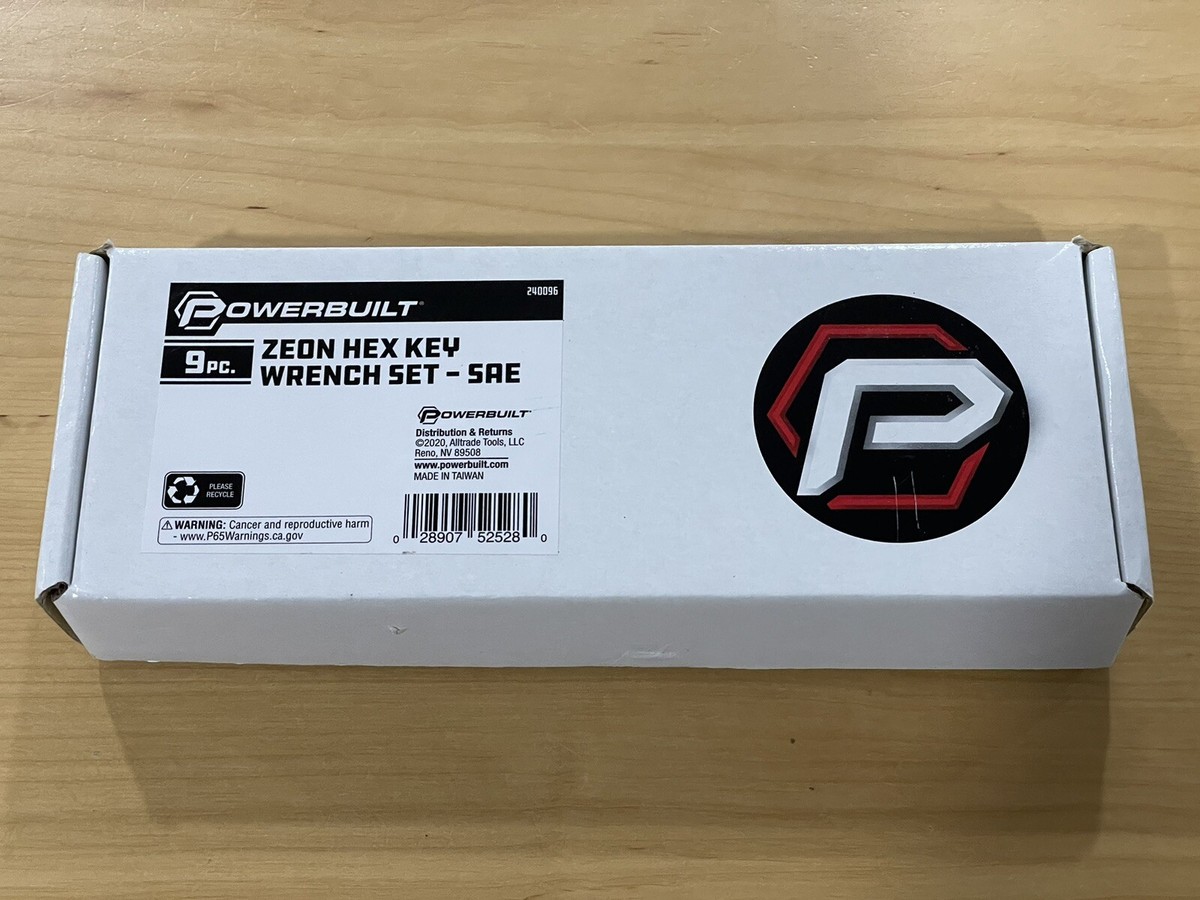 POWERBUILT
240096
9PC.
ZEON HEX KEY
WRENCH SET - SAE
POWERBUILT
Distribution & Returns
©2020, Alltrade Tools, LLC
Reno, NV 89508
www.powerbuilt.com
MADE IN TAIWAN
PLEASE
RECYCLE
WARNING: Cancer and reproductive harm
- www.P65Warnings.ca.gov
0 28907 52528 0
P